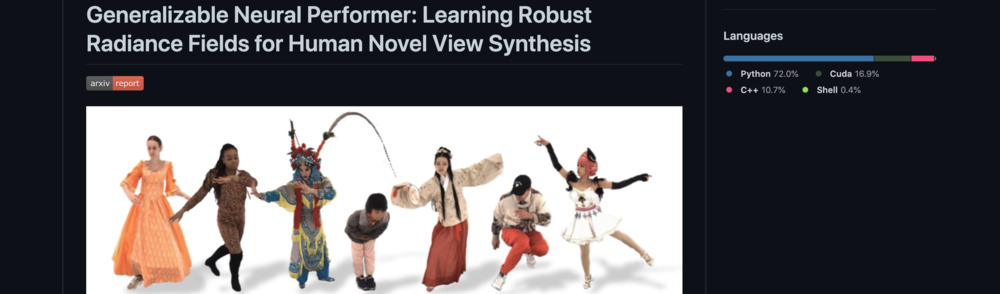 Generalizable Neural Performer: Learning Robust
Radiance Fields for Human Novel View Synthesis
arxiv report
Languages
Python 72.0% Cuda 16.9%
C++ 10.7% Shell 0.4%